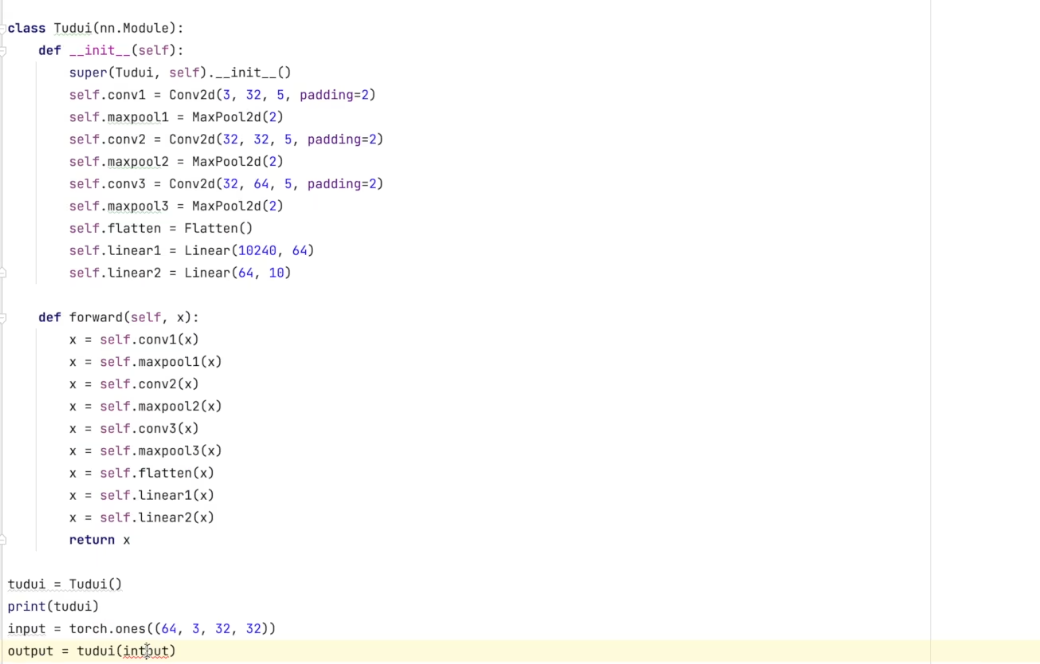 class Tudui(nn.Module):
    def __init__(self):
        super(Tudui, self).__init__()
        self.conv1 = Conv2d(3, 32, 5, padding=2)
        self.maxpool1 = MaxPool2d(2)
        self.conv2 = Conv2d(32, 32, 5, padding=2)
        self.maxpool2 = MaxPool2d(2)
        self.conv3 = Conv2d(32, 64, 5, padding=2)
        self.maxpool3 = MaxPool2d(2)
        self.flatten = Flatten()
        self.linear1 = Linear(10240, 64)
        self.linear2 = Linear(64, 10)
    def forward(self, x):
        x = self.conv1(x)
        x = self.maxpool1(x)
        x = self.conv2(x)
        x = self.maxpool2(x)
        x = self.conv3(x)
        x = self.maxpool3(x)
        x = self.flatten(x)
        x = self.linear1(x)
        x = self.linear2(x)
        return x
tudui = Tudui()
print(tudui)
input = torch.ones((64, 3, 32, 32))
output = tudui(intput)